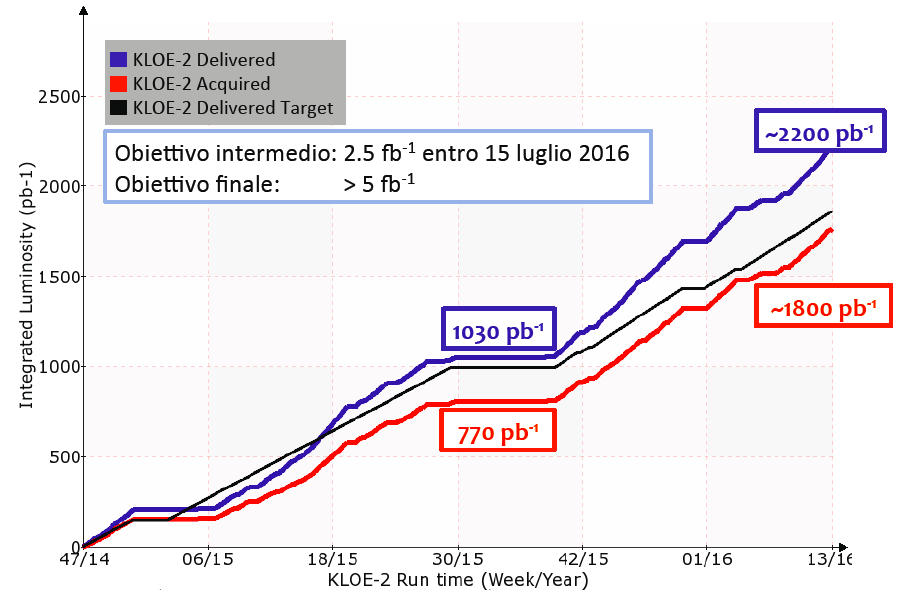 KLOE-2 Delivered
KLOE-2 Acquired
KLOE-2 Delivered Target
Obiettivo intermedio: 2.5 fb⁻¹ entro 15 luglio 2016
Obiettivo finale: > 5 fb⁻¹
~2200 pb⁻¹
~1800 pb⁻¹
1030 pb⁻¹
770 pb⁻¹
Integrated Luminosity (pb-1)
2500
2000
1500
1000
500
0
47/14 06/15 18/15 30/15 42/15 01/16 13/16
KLOE-2 Run time (Week/Year)